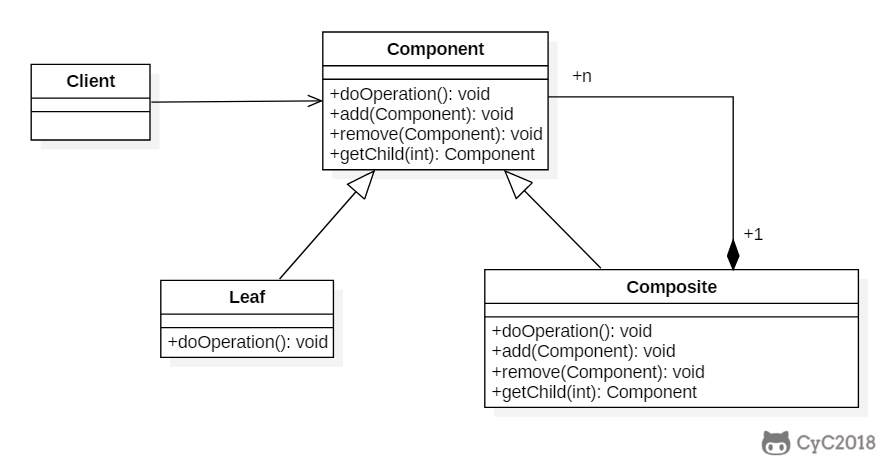 Component
Client
+n
+doOperation(): void
+add(Component): void
+remove(Component): void
+getChild(int): Component
+1
Leaf
+doOperation(): void
Composite
+doOperation(): void
+add(Component): void
+remove(Component): void
+getChild(int): Component
CyC2018